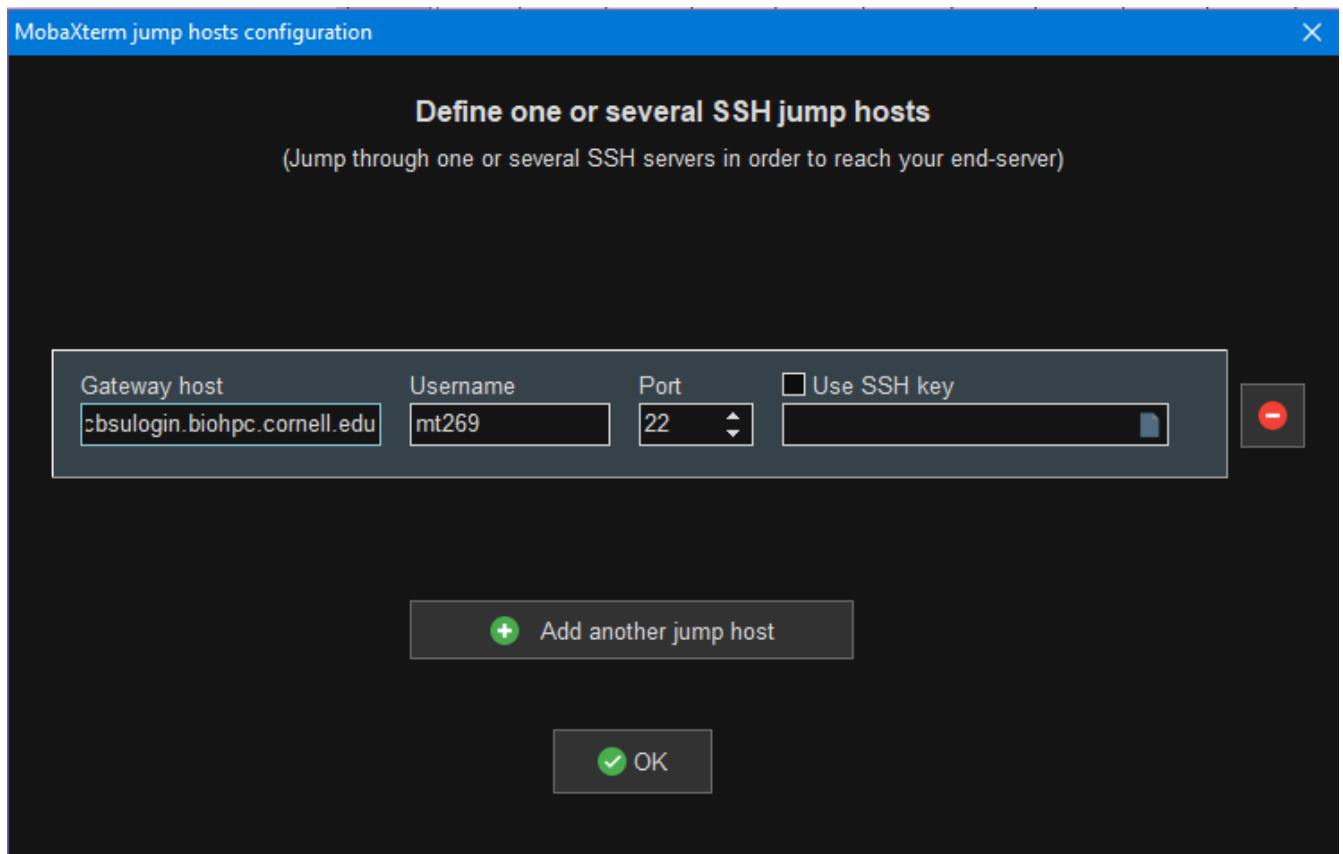 MobaXterm jump hosts configuration
Define one or several SSH jump hosts
(Jump through one or several SSH servers in order to reach your end-server)
Gateway host Username Port Use SSH key
cbsulogin.biohpc.cornell.edu mt269 22
Add another jump host
OK